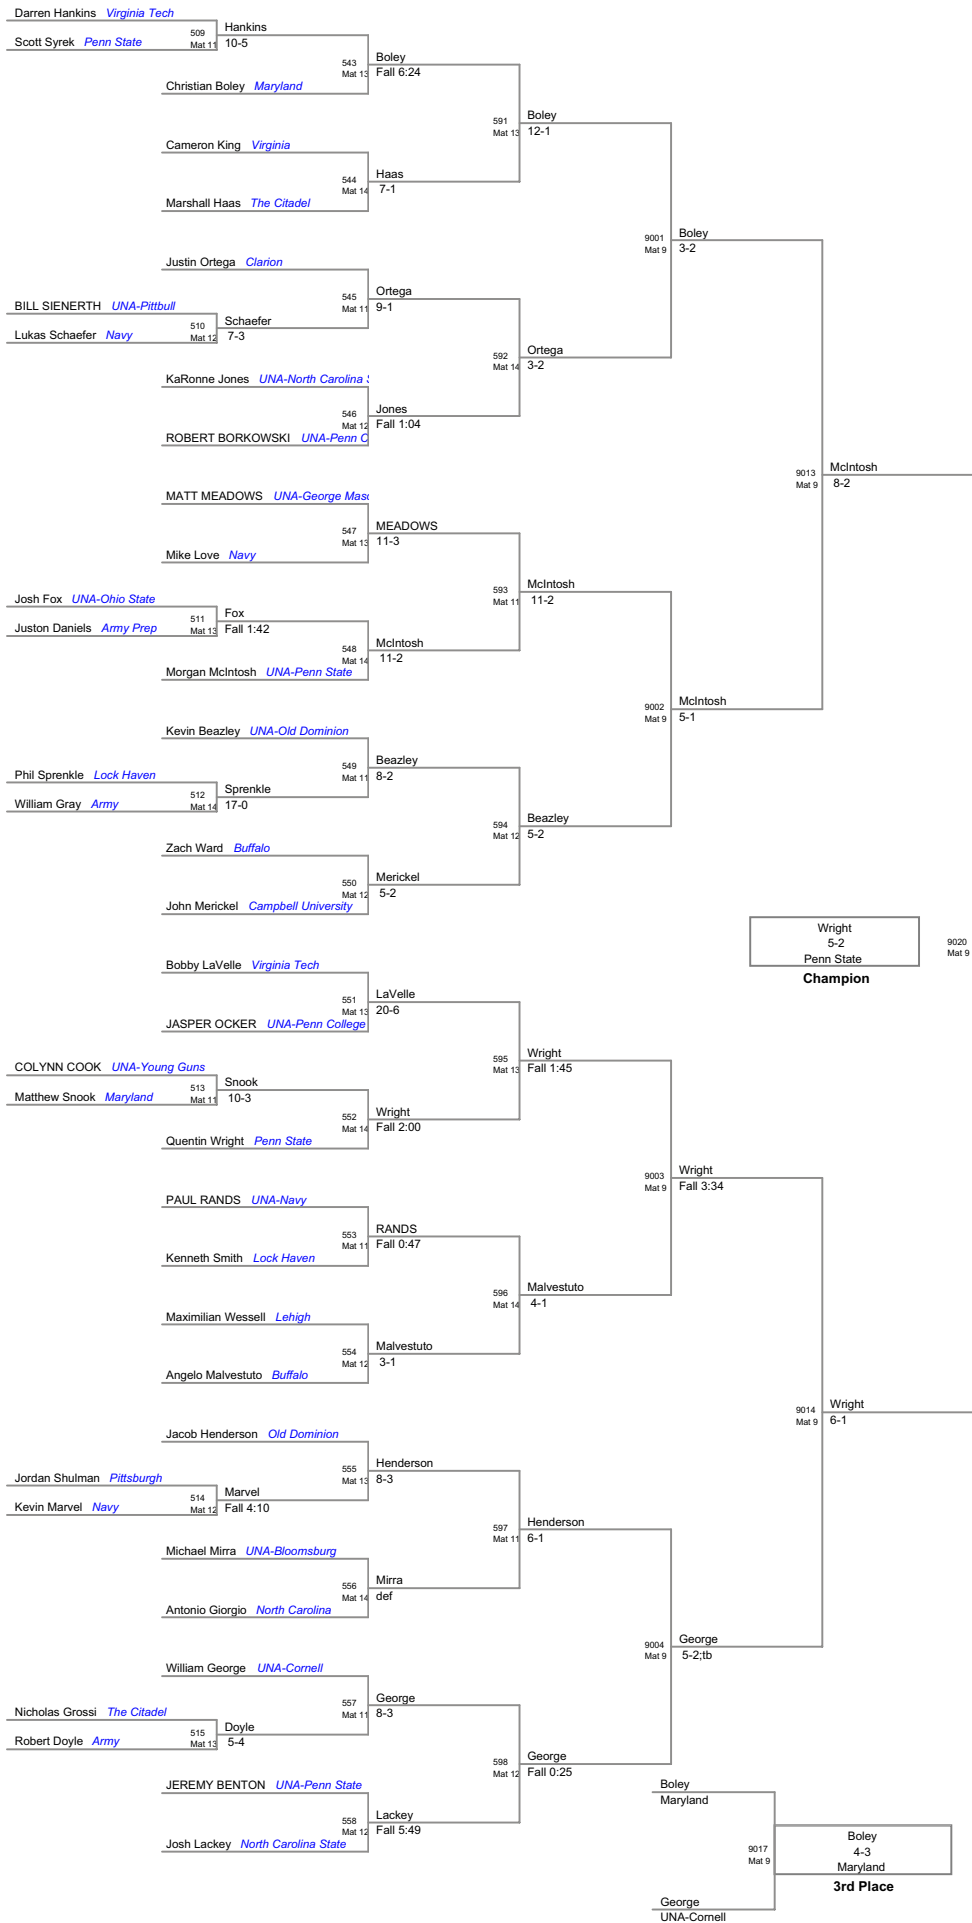 Darren Hankins Virginia Tech
509
Mat 11
Hankins
10-5
Scott Syrek Penn State
543
Mat 13
Boley
Fall 6:24
Christian Boley Maryland
591
Mat 13
Boley
12-1
Cameron King Virginia
544
Mat 14
Haas
7-1
Marshall Haas The Citadel
9001
Mat 9
Boley
3-2
Justin Ortega Clarion
545
Mat 11
Ortega
9-1
BILL SIENERTH UNA-Pittbull
510
Mat 12
Schaefer
7-3
Lukas Schaefer Navy
592
Mat 14
Ortega
3-2
KaRonne Jones UNA-North Carolina
546
Mat 12
Jones
Fall 1:04
ROBERT BORKOWSKI UNA-Penn C
9013
Mat 9
McIntosh
8-2
MATT MEADOWS UNA-George Mas
547
Mat 13
MEADOWS
11-3
Mike Love Navy
593
Mat 11
McIntosh
11-2
Josh Fox UNA-Ohio State
511
Mat 13
Fox
Fall 1:42
Juston Daniels Army Prep
548
Mat 14
McIntosh
11-2
Morgan McIntosh UNA-Penn State
9002
Mat 9
McIntosh
5-1
Kevin Beazley UNA-Old Dominion
549
Mat 11
Beazley
8-2
Phil Sprenkle Lock Haven
512
Mat 14
Sprenkle
17-0
William Gray Army
594
Mat 12
Beazley
5-2
Zach Ward Buffalo
550
Mat 12
Merickel
5-2
John Merickel Campbell University
Wright
5-2
Penn State
Champion
9020
Mat 9
Bobby LaVelle Virginia Tech
551
Mat 13
LaVelle
20-6
JASPER OCKER UNA-Penn College
595
Mat 13
Wright
Fall 1:45
COLYNN COOK UNA-Young Guns
513
Mat 11
Snook
10-3
Matthew Snook Maryland
552
Mat 14
Wright
Fall 2:00
Quentin Wright Penn State
9003
Mat 9
Wright
Fall 3:34
PAUL RANDS UNA-Navy
553
Mat 11
RANDS
Fall 0:47
Kenneth Smith Lock Haven
596
Mat 14
Malvestuto
4-1
Maximilian Wessell Lehigh
554
Mat 12
Malvestuto
3-1
Angelo Malvestuto Buffalo
9014
Mat 9
Wright
6-1
Jacob Henderson Old Dominion
555
Mat 13
Henderson
8-3
Jordan Shulman Pittsburgh
514
Mat 12
Marvel
Fall 4:10
Kevin Marvel Navy
597
Mat 11
Henderson
6-1
Michael Mirra UNA-Bloomsburg
556
Mat 14
Mirra
def
Antonio Giorgio North Carolina
9004
Mat 9
George
5-2;tb
William George UNA-Cornell
557
Mat 11
George
8-3
Nicholas Grossi The Citadel
515
Mat 13
Doyle
5-4
Robert Doyle Army
598
Mat 12
George
Fall 0:25
JEREMY BENTON UNA-Penn State
558
Mat 12
Lackey
Fall 5:49
Josh Lackey North Carolina State
Boley
Maryland
9017
Mat 9
Boley
4-3
Maryland
3rd Place
George
UNA-Cornell